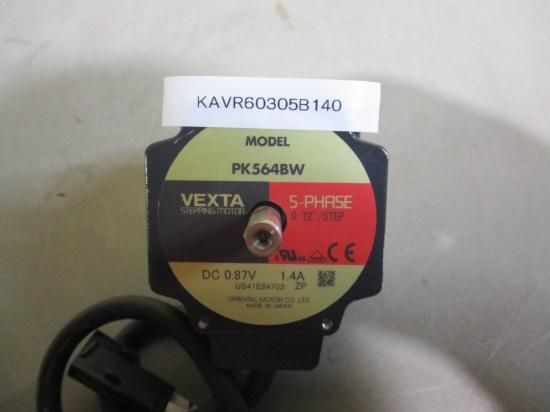 KAVR60305B140
MODEL
PK564BW
VEXTA
STEPPING MOTOR
5-PHASE
0.72°/STEP
DC 0.87V 1.4A
US41E84703 ZP
ORIENTAL MOTOR CO., LTD.
MADE IN JAPAN